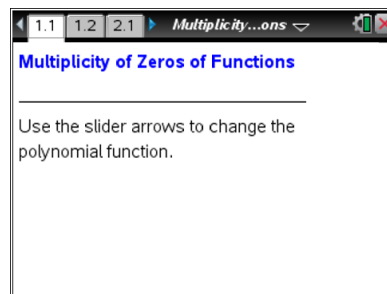 1.1 1.2 2.1 Multiplicity...ons
Multiplicity of Zeros of Functions
Use the slider arrows to change the
polynomial function.